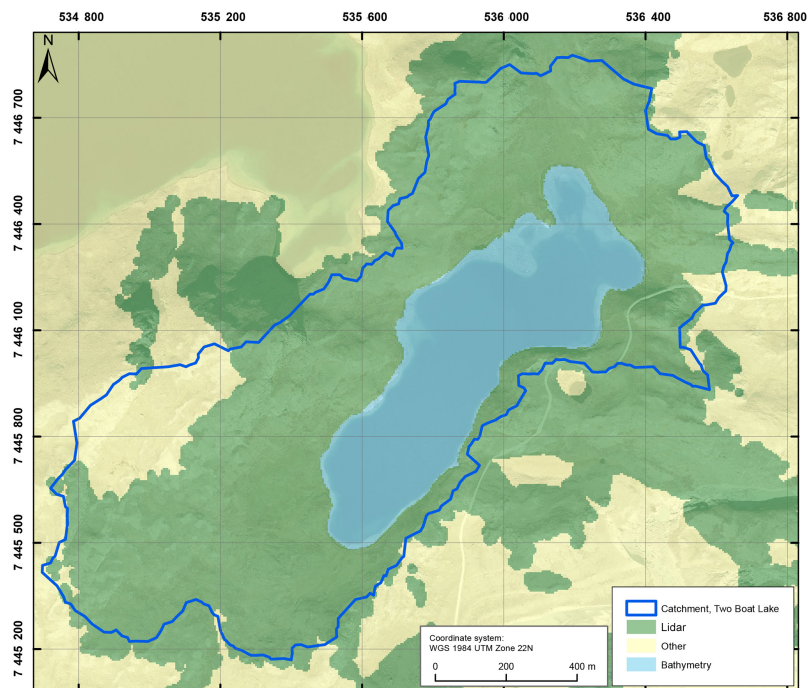 534 800 535 200 535 600 536 000 536 400 536 800
N
7 446 700
7 446 400
7 446 100
7 445 800
7 445 500
7 445 200
Coordinate system:
WGS 1984 UTM Zone 22N
0 200 400 m
Catchment, Two Boat Lake
Lidar
Other
Bathymetry